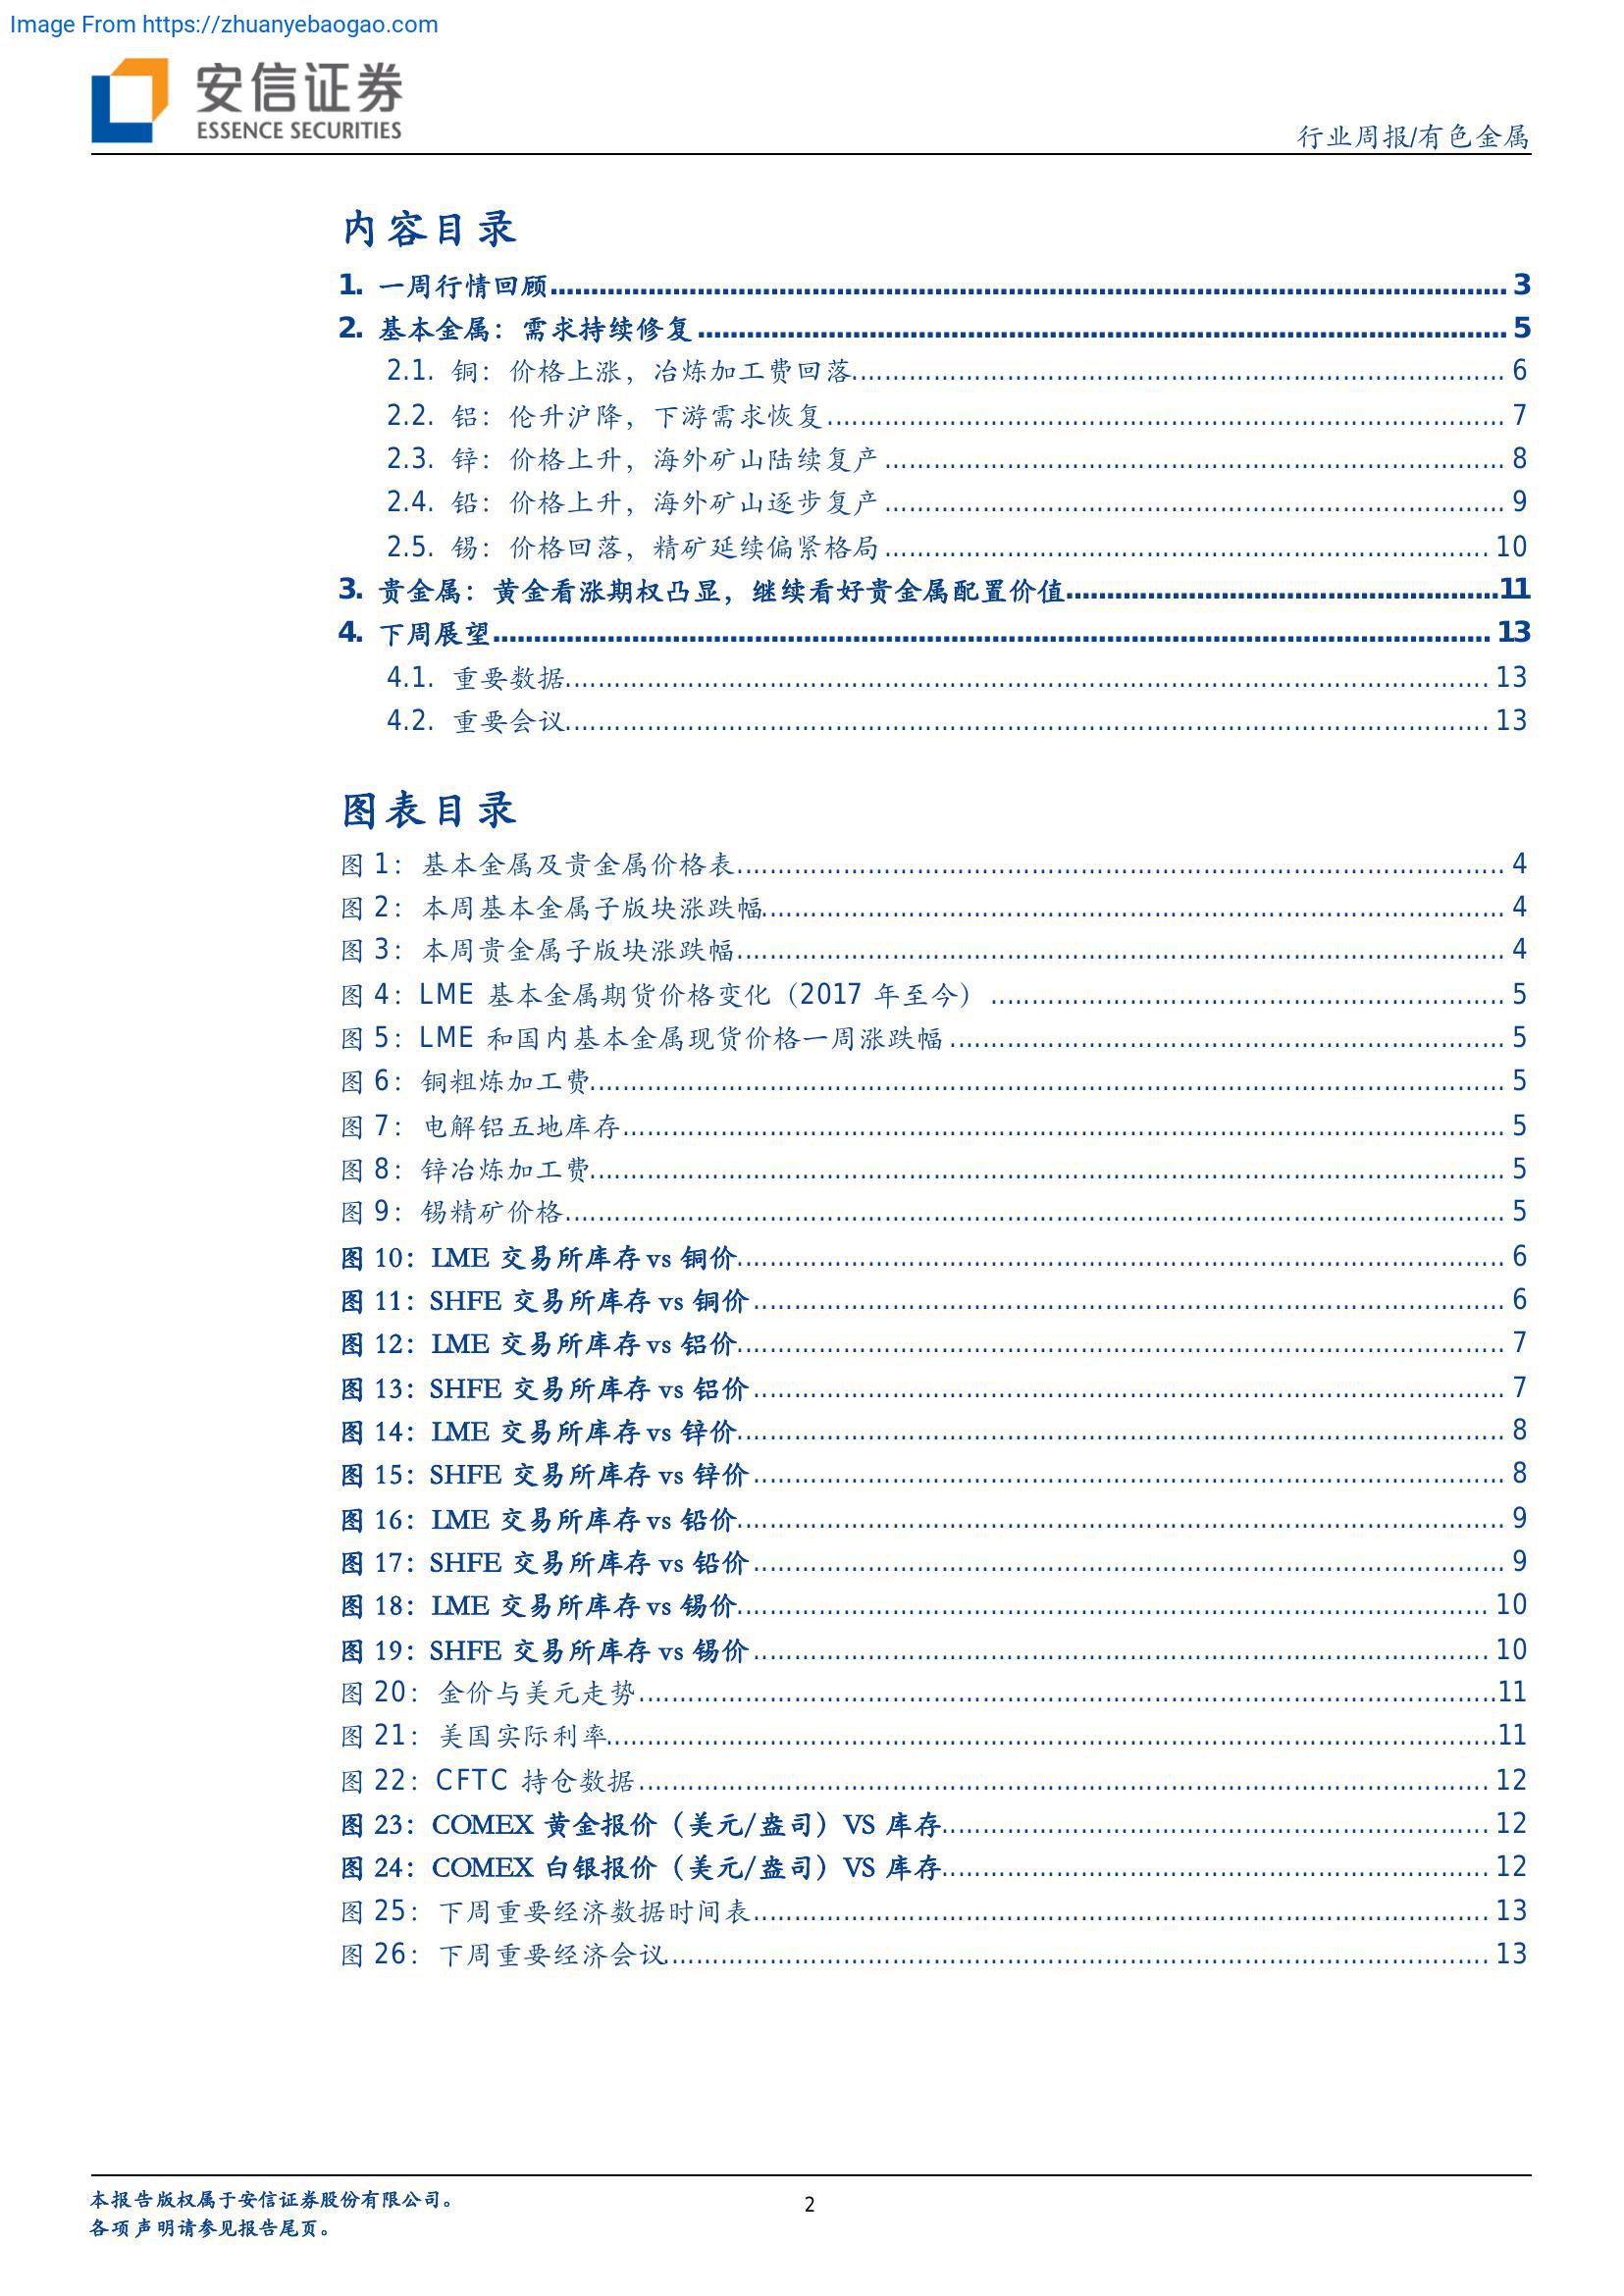 Image From https://zhuanyebaogao.com
安信证券
ESSENCE SECURITIES
行业周报/有色金属
内容目录
1. 一周行情回顾 3
2. 基本金属：需求持续修复 5
2.1. 铜：价格上涨，冶炼加工费回落 6
2.2. 铝：伦升沪降，下游需求恢复 7
2.3. 锌：价格上升，海外矿山陆续复产 8
2.4. 铅：价格上升，海外矿山逐步复产 9
2.5. 锡：价格回落，精矿延续偏紧格局 10
3. 贵金属：黄金看涨期权凸显，继续看好贵金属配置价值 11
4. 下周展望 13
4.1. 重要数据 13
4.2. 重要会议 13
图表目录
图 1：基本金属及贵金属价格表 4
图 2：本周基本金属子版块涨跌幅 4
图 3：本周贵金属子版块涨跌幅 4
图 4：LME 基本金属期货价格变化（2017 年至今） 5
图 5：LME 和国内基本金属现货价格一周涨跌幅 5
图 6：铜粗炼加工费 5
图 7：电解铝五地库存 5
图 8：锌冶炼加工费 5
图 9：锡精矿价格 5
图 10：LME 交易所库存 vs 铜价 6
图 11：SHFE 交易所库存 vs 铜价 6
图 12：LME 交易所库存 vs 铝价 7
图 13：SHFE 交易所库存 vs 铝价 7
图 14：LME 交易所库存 vs 锌价 8
图 15：SHFE 交易所库存 vs 锌价 8
图 16：LME 交易所库存 vs 铅价 9
图 17：SHFE 交易所库存 vs 铅价 9
图 18：LME 交易所库存 vs 锡价 10
图 19：SHFE 交易所库存 vs 锡价 10
图 20：金价与美元走势 11
图 21：美国实际利率 11
图 22：CFTC 持仓数据 12
图 23：COMEX 黄金报价（美元/盎司）VS 库存 12
图 24：COMEX 白银报价（美元/盎司）VS 库存 12
图 25：下周重要经济数据时间表 13
图 26：下周重要经济会议 13
本报告版权属于安信证券股份有限公司。
各项声明请参见报告尾页。
2